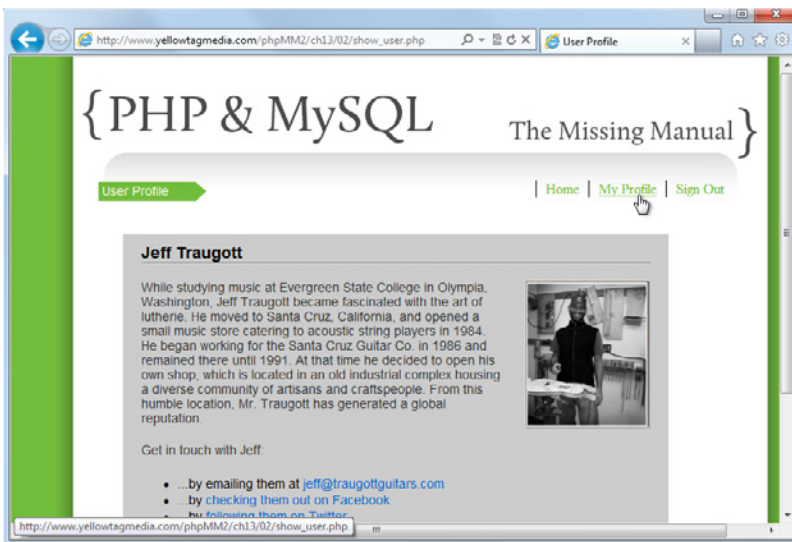 http://www.yellowtagmedia.com/phpMM2/ch13/02/show_user.php
User Profile
{PHP & MySQL
The Missing Manual}
User Profile
| Home | My Profile | Sign Out
Jeff Traugott
While studying music at Evergreen State College in Olympia,
Washington, Jeff Traugott became fascinated with the art of
lutherie. He moved to Santa Cruz, California, and opened a
small music store catering to acoustic string players in 1984.
He began working for the Santa Cruz Guitar Co. in 1986 and
remained there until 1991. At that time he decided to open his
own shop, which is located in an old industrial complex housing
a diverse community of artisans and craftspeople. From this
humble location, Mr. Traugott has generated a global
reputation.
Get in touch with Jeff:
• ...by emailing them at jeff@traugottguitars.com
• ...by checking them out on Facebook
• ...by following them on Twitter
http://www.yellowtagmedia.com/phpMM2/ch13/02/show_user.php